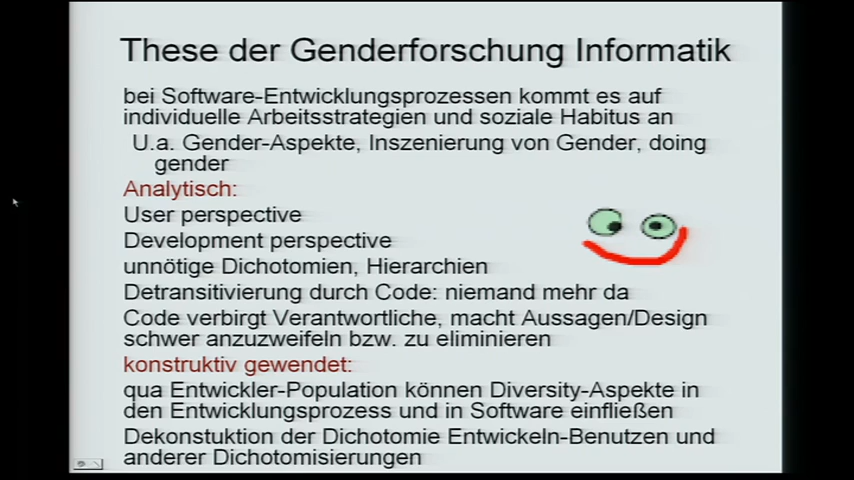 These der Genderforschung Informatik
bei Software-Entwicklungsprozessen kommt es auf
individuelle Arbeitsstrategien und soziale Habitus an
U.a. Gender-Aspekte, Inszenierung von Gender, doing
gender
Analytisch:
User perspective
Development perspective
unnötige Dichotomien, Hierarchien
Detransitivierung durch Code: niemand mehr da
Code verbirgt Verantwortliche, macht Aussagen/Design
schwer anzuzweifeln bzw. zu eliminieren
konstruktiv gewendet:
qua Entwickler-Population können Diversity-Aspekte in
den Entwicklungsprozess und in Software einfließen
Dekonstuktion der Dichotomie Entwickeln-Benutzen und
anderer Dichotomisierungen